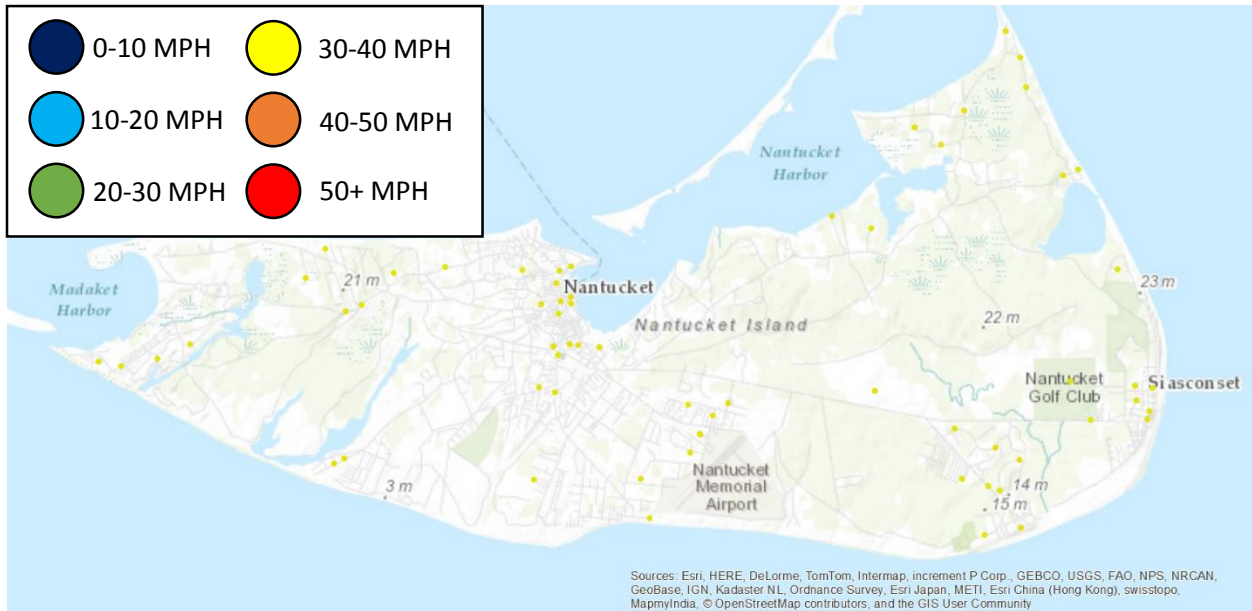 0-10 MPH
30-40 MPH
10-20 MPH
40-50 MPH
20-30 MPH
50+ MPH
Nantucket
Harbor
Madaket
Harbor
21 m
Nantucket
Nantucket Island
22 m
23 m
Nantucket
Golf Club
Siasconset
Nantucket
Memorial
Airport
3 m
14 m
15 m
Sources: Esri, HERE, DeLorme, TomTom, Intermap, increment P Corp., GEBCO, USGS, FAO, NPS, NRCAN,
GeoBase, IGN, Kadaster NL, Ordnance Survey, Esri Japan, METI, Esri China (Hong Kong), swisstopo,
MapmyIndia, © OpenStreetMap contributors, and the GIS User Community